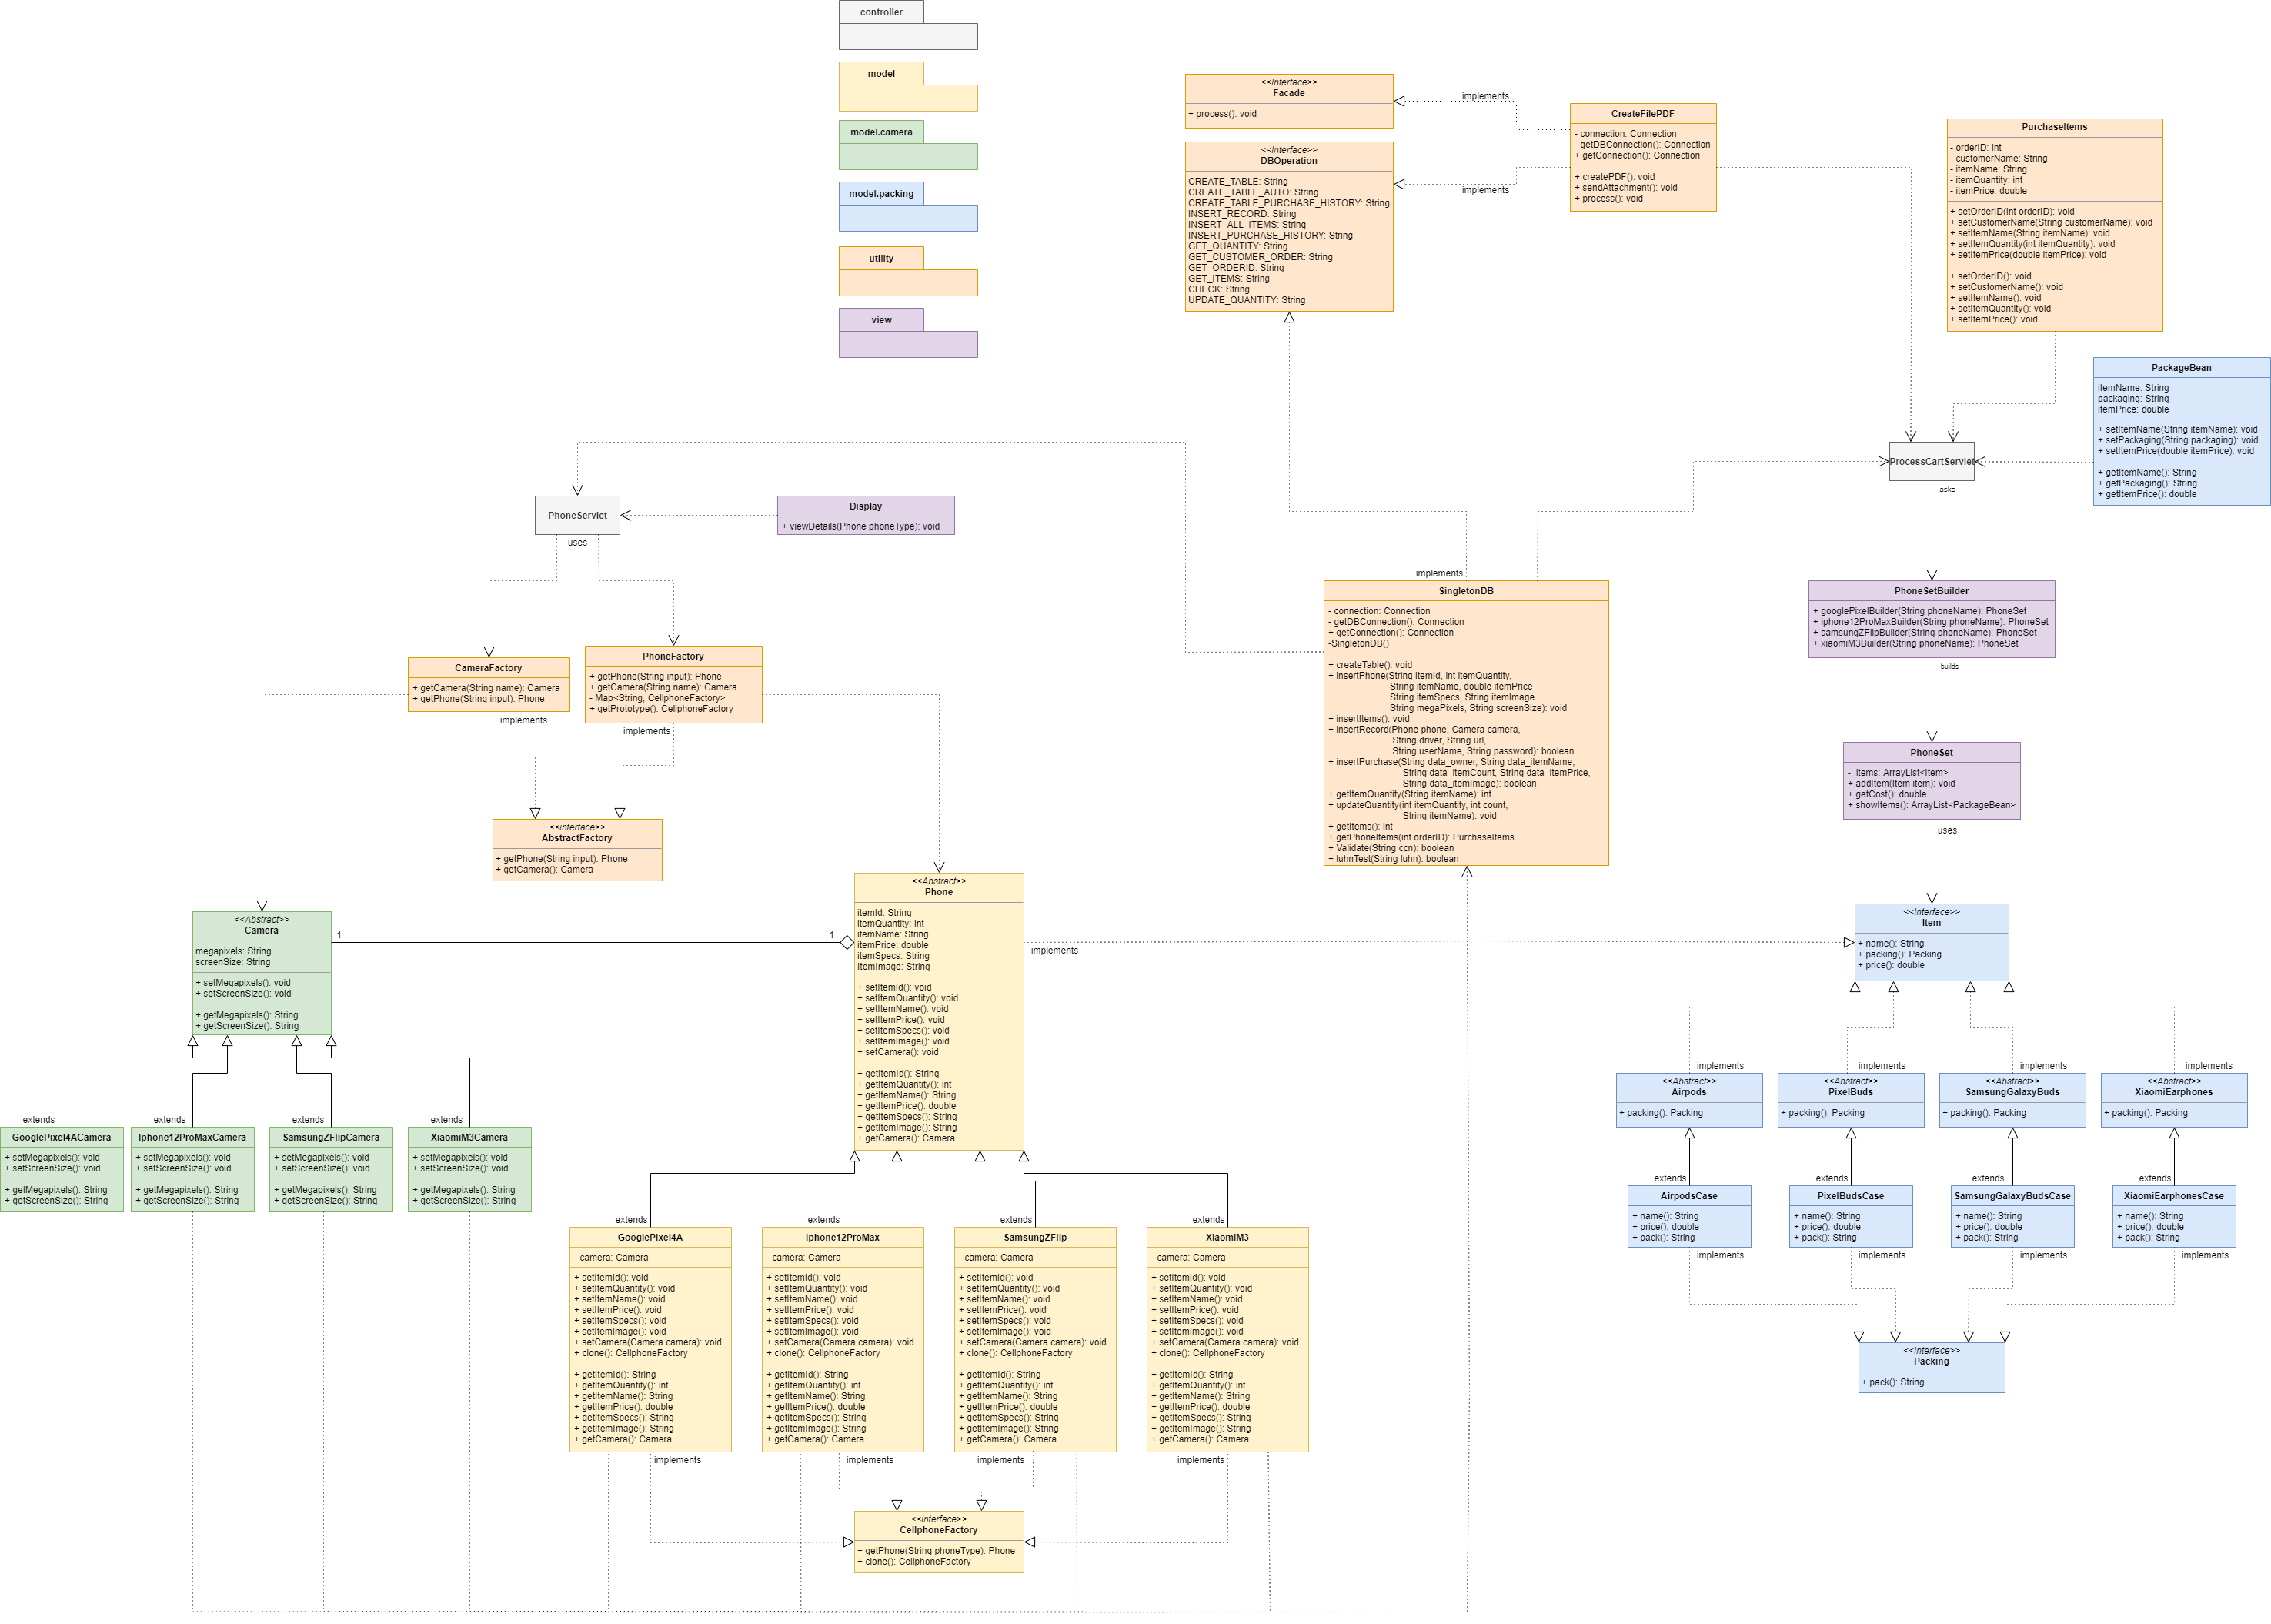 controller
model
model.camera
model.packing
utility
view
<<Interface>>
Facade
+ process(): void
implements
<<Interface>>
DBOperation
CREATE_TABLE: String
CREATE_TABLE_AUTO: String
CREATE_TABLE_PURCHASE_HISTORY: String
INSERT_RECORD: String
INSERT_ALL_ITEMS: String
INSERT_PURCHASE_HISTORY: String
GET_QUANTITY: String
GET_CUSTOMER_ORDER: String
GET_ORDERID: String
GET_ITEMS: String
CHECK: String
UPDATE_QUANTITY: String
implements
CreateFilePDF
- connection: Connection
- getDBConnection(): Connection
+ getConnection(): Connection
+ createPDF(): void
+ sendAttachment(): void
+ process(): void
PurchaseItems
- orderID: int
- customerName: String
- itemName: String
- itemQuantity: int
- itemPrice: double
+ setOrderID(int orderID): void
+ setCustomerName(String customerName): void
+ setItemName(String itemName): void
+ setItemQuantity(int itemQuantity): void
+ setItemPrice(double itemPrice): void
+ setOrderID(): void
+ setCustomerName(): void
+ setItemName(): void
+ setItemQuantity(): void
+ setItemPrice(): void
PackageBean
itemName: String
packaging: String
itemPrice: double
+ setItemName(String itemName): void
+ setPackaging(String packaging): void
+ setItemPrice(double itemPrice): void
+ getItemName(): String
+ getPackaging(): String
+ getItemPrice(): double
ProcessCartServlet
asks
PhoneServlet
uses
Display
+ viewDetails(Phone phoneType): void
implements
SingletonDB
- connection: Connection
- getDBConnection(): Connection
+ getConnection(): Connection
-SingletonDB()
+ createTable(): void
+ insertPhone(String itemId, int itemQuantity,
String itemName, double itemPrice
String itemSpecs, String itemImage
String megaPixels, String screenSize): void
+ insertItems(): void
+ insertRecord(Phone phone, Camera camera,
String driver, String url,
String userName, String password): boolean
+ insertPurchase(String data_owner, String data_itemName,
String data_itemCount, String data_itemPrice,
String data_itemImage): boolean
+ getItemQuantity(String itemName): int
+ updateQuantity(int itemQuantity, int count,
String itemName): void
+ getItems(): int
+ getPhoneItems(int orderID): PurchaseItems
+ Validate(String ccn): boolean
+ luhnTest(String luhn): boolean
PhoneSetBuilder
+ googlePixelBuilder(String phoneName): PhoneSet
+ iphone12ProMaxBuilder(String phoneName): PhoneSet
+ samsungZFlipBuilder(String phoneName): PhoneSet
+ xiaomiM3Builder(String phoneName): PhoneSet
builds
PhoneSet
- items: ArrayList<Item>
+ addItem(Item item): void
+ getCost(): double
+ showItems(): ArrayList<PackageBean>
uses
CameraFactory
+ getCamera(String name): Camera
+ getPhone(String input): Phone
implements
PhoneFactory
+ getPhone(String input): Phone
+ getCamera(String name): Camera
- Map<String, CellphoneFactory>
+ getPrototype(): CellphoneFactory
implements
<<interface>>
AbstractFactory
+ getPhone(String input): Phone
+ getCamera(): Camera
<<Abstract>>
Camera
megapixels: String
screenSize: String
+ setMegapixels(): void
+ setScreenSize(): void
+ getMegapixels(): String
+ getScreenSize(): String
1
1
<<Abstract>>
Phone
itemId: String
itemQuantity: int
itemName: String
itemPrice: double
itemSpecs: String
ItemImage: String
+ setItemId(): void
+ setItemQuantity(): void
+ setItemName(): void
+ setItemPrice(): void
+ setItemSpecs(): void
+ setItemImage(): void
+ setCamera(): void
+ getItemId(): String
+ getItemQuantity(): int
+ getItemName(): String
+ getItemPrice(): double
+ getItemSpecs(): String
+ getItemImage(): String
+ getCamera(): Camera
implements
<<Interface>>
Item
+ name(): String
+ packing(): Packing
+ price(): double
implements
implements
implements
implements
<<Abstract>>
Airpods
+ packing(): Packing
<<Abstract>>
PixelBuds
+ packing(): Packing
<<Abstract>>
SamsungGalaxyBuds
+ packing(): Packing
<<Abstract>>
XiaomiEarphones
+ packing(): Packing
extends
extends
extends
extends
AirpodsCase
+ name(): String
+ price(): double
+ pack(): String
PixelBudsCase
+ name(): String
+ price(): double
+ pack(): String
SamsungGalaxyBudsCase
+ name(): String
+ price(): double
+ pack(): String
XiaomiEarphonesCase
+ name(): String
+ price(): double
+ pack(): String
implements
implements
implements
implements
<<Interface>>
Packing
+ pack(): String
extends
extends
extends
extends
GooglePixel4ACamera
+ setMegapixels(): void
+ setScreenSize(): void
+ getMegapixels(): String
+ getScreenSize(): String
Iphone12ProMaxCamera
+ setMegapixels(): void
+ setScreenSize(): void
+ getMegapixels(): String
+ getScreenSize(): String
SamsungZFlipCamera
+ setMegapixels(): void
+ setScreenSize(): void
+ getMegapixels(): String
+ getScreenSize(): String
XiaomiM3Camera
+ setMegapixels(): void
+ setScreenSize(): void
+ getMegapixels(): String
+ getScreenSize(): String
extends
extends
extends
extends
GooglePixel4A
- camera: Camera
+ setItemId(): void
+ setItemQuantity(): void
+ setItemName(): void
+ setItemPrice(): void
+ setItemSpecs(): void
+ setItemImage(): void
+ setCamera(Camera camera): void
+ clone(): CellphoneFactory
+ getItemId(): String
+ getItemQuantity(): int
+ getItemName(): String
+ getItemPrice(): double
+ getItemSpecs(): String
+ getItemImage(): String
+ getCamera(): Camera
Iphone12ProMax
- camera: Camera
+ setItemId(): void
+ setItemQuantity(): void
+ setItemName(): void
+ setItemPrice(): void
+ setItemSpecs(): void
+ setItemImage(): void
+ setCamera(Camera camera): void
+ clone(): CellphoneFactory
+ getItemId(): String
+ getItemQuantity(): int
+ getItemName(): String
+ getItemPrice(): double
+ getItemSpecs(): String
+ getItemImage(): String
+ getCamera(): Camera
SamsungZFlip
- camera: Camera
+ setItemId(): void
+ setItemQuantity(): void
+ setItemName(): void
+ setItemPrice(): void
+ setItemSpecs(): void
+ setItemImage(): void
+ setCamera(Camera camera): void
+ clone(): CellphoneFactory
+ getItemId(): String
+ getItemQuantity(): int
+ getItemName(): String
+ getItemPrice(): double
+ getItemSpecs(): String
+ getItemImage(): String
+ getCamera(): Camera
XiaomiM3
- camera: Camera
+ setItemId(): void
+ setItemQuantity(): void
+ setItemName(): void
+ setItemPrice(): void
+ setItemSpecs(): void
+ setItemImage(): void
+ setCamera(Camera camera): void
+ clone(): CellphoneFactory
+ getItemId(): String
+ getItemQuantity(): int
+ getItemName(): String
+ getItemPrice(): double
+ getItemSpecs(): String
+ getItemImage(): String
+ getCamera(): Camera
implements
implements
implements
implements
<<interface>>
CellphoneFactory
+ getPhone(String phoneType): Phone
+ clone(): CellphoneFactory